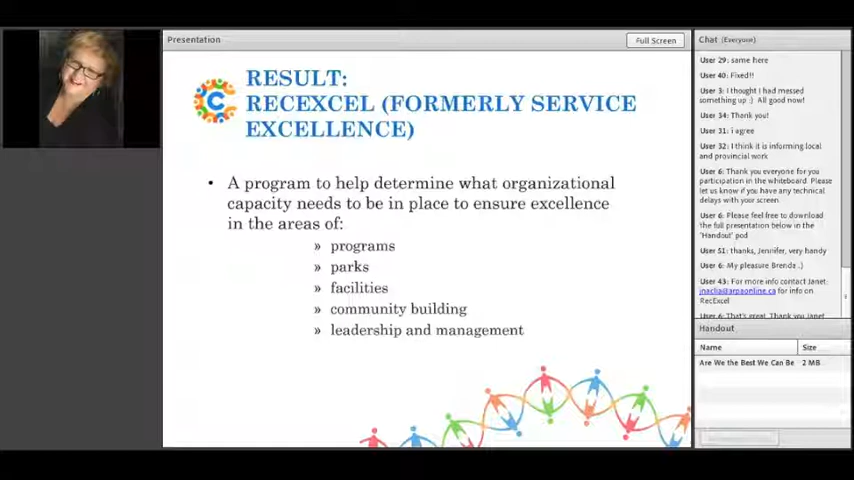 Presentation
Full Screen
RESULT:
RECEXCEL (FORMERLY SERVICE
EXCELLENCE)
• A program to help determine what organizational
capacity needs to be in place to ensure excellence
in the areas of:
» programs
» parks
» facilities
» community building
» leadership and management
Chat (Everyone)
User 29: same here
User 40: Fixed!!
User 3: I thought I had messed
something up :) All good now!
User 34: Thank you!
User 31: i agree
User 32: I think it is informing local
and provincial work
User 6: Thank you everyone for you
participation in the whiteboard. Please
let us know if you have any technical
delays with your screen.
User 6: Please feel free to download
the full presentation below in the
"Handout" pod
User 51: thanks, Jennifer, very handy
User 6: My pleasure Brenda :)
User 43: For more info contact Janet:
jnaclia@arpaonline.ca for info on
RecExcel
User 6: That's great. Thank you Janet
Handout
Name Size
Are We the Best We Can Be 2 MB